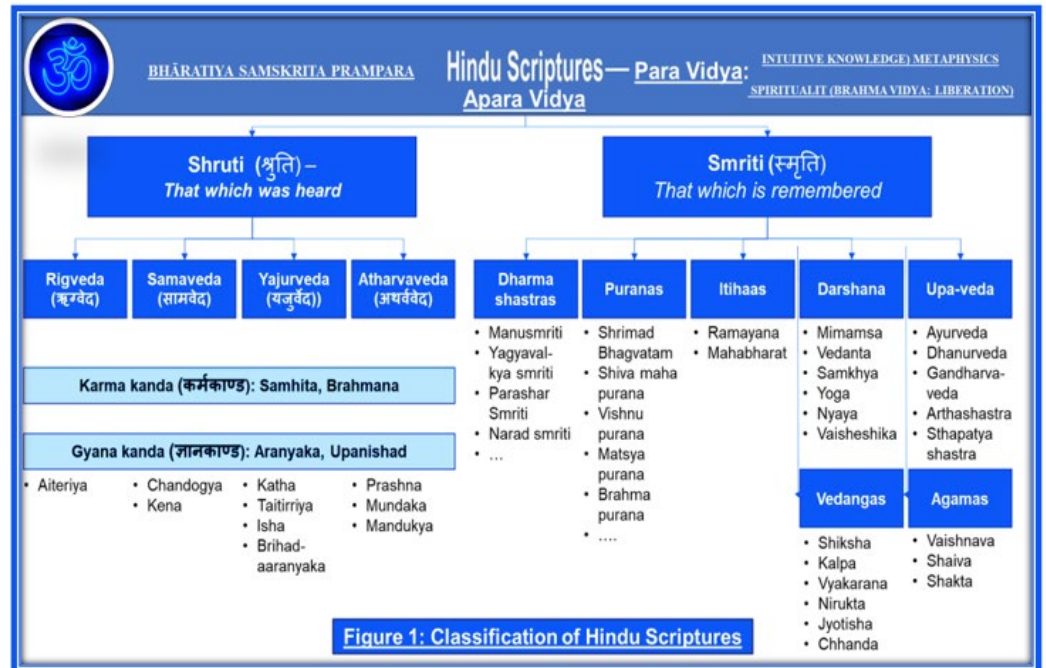 ॐ
BHĀRATIYA SAMSKRITA PRAMPARA
Hindu Scriptures— Para Vidya:
Apara Vidya
INTUITIVE KNOWLEDGE) METAPHYSICS
SPIRITUALIT (BRAHMA VIDYA: LIBERATION)
Shruti (श्रुति) –
That which was heard
Smriti (स्मृति)
That which is remembered
Rigveda
(ऋग्वेद)
Samaveda
(सामवेद)
Yajurveda
(यजुर्वेद))
Atharvaveda
(अथर्ववेद)
Dharma
shastras
Puranas
Itihaas
Darshana
Upa-veda
Karma kanda (कर्मकाण्ड): Samhita, Brahmana
Gyana kanda (ज्ञानकाण्ड): Aranyaka, Upanishad
• Aiteriya
• Chandogya
• Kena
• Katha
• Taitirriya
• Isha
• Brihad-
aaranyaka
• Prashna
• Mundaka
• Mandukya
• Manusmriti
• Yagyaval-
kya smriti
• Parashar
Smriti
• Narad smriti
• …
• Shrimad
Bhagvatam
• Shiva maha
purana
• Vishnu
purana
• Matsya
purana
• Brahma
purana
• ….
• Ramayana
• Mahabharat
• Mimamsa
• Vedanta
• Samkhya
• Yoga
• Nyaya
• Vaisheshika
• Ayurveda
• Dhanurveda
• Gandharva-
veda
• Arthashastra
• Sthapatya
shastra
Vedangas
Agamas
• Shiksha
• Kalpa
• Vyakarana
• Nirukta
• Jyotisha
• Chhanda
• Vaishnava
• Shaiva
• Shakta
Figure 1: Classification of Hindu Scriptures